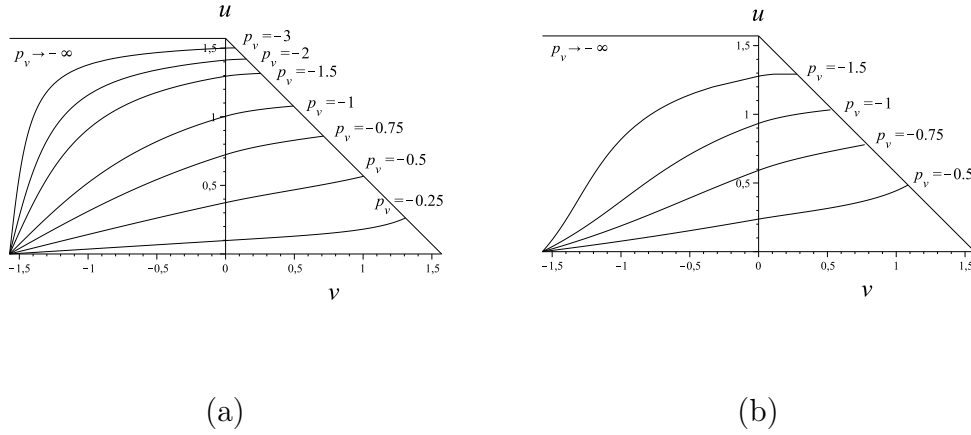 u
p_v → − ∞
p_v = −3
p_v = −2
p_v = −1.5
p_v = −1
p_v = −0.75
p_v = −0.5
p_v = −0.25
1,5
1
0,5
−1,5 −1 −0,5 0 0,5 1 1,5
v
(a)
u
p_v → − ∞
p_v = −1.5
p_v = −1
p_v = −0.75
p_v = −0.5
1,5
1
0,5
−1,5 −1 −0,5 0 0,5 1 1,5
v
(b)